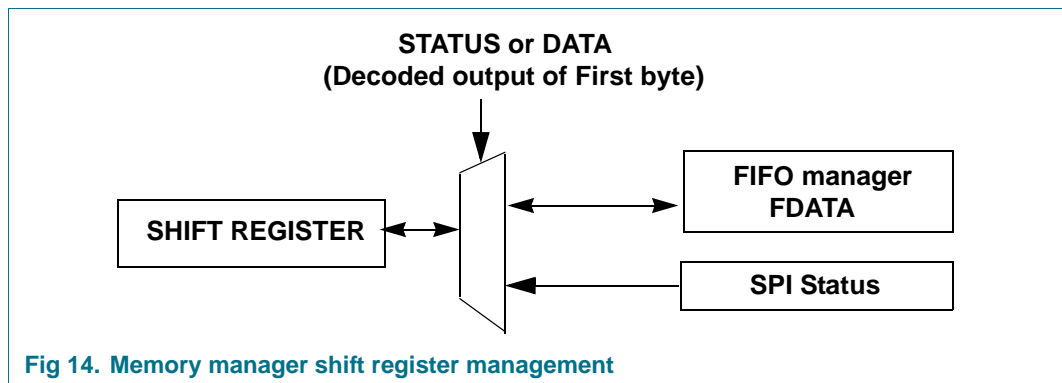 STATUS or DATA
(Decoded output of First byte)
SHIFT REGISTER
FIFO manager
FDATA
SPI Status
Fig 14. Memory manager shift register management